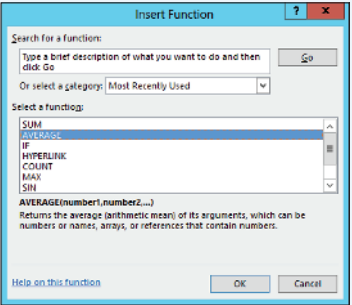 Insert Function
? x
Search for a function:
Type a brief description of what you want to do and then
click Go
Go
Or select a category: Most Recently Used
Select a function:
SUM
AVERAGE
IF
HYPERLINK
COUNT
MAX
SIN
AVERAGE(number1,number2,...)
Returns the average (arithmetic mean) of its arguments, which can be
numbers or names, arrays, or references that contain numbers.
Help on this function
OK
Cancel